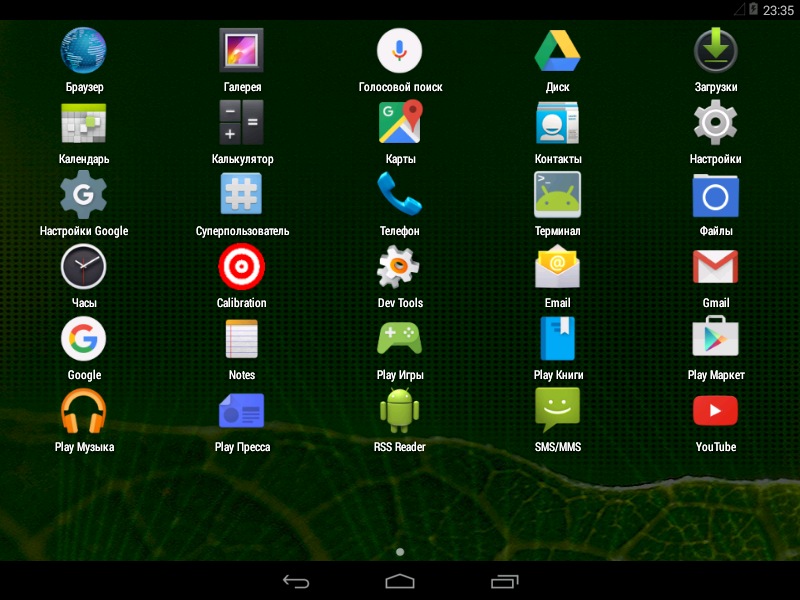 23:35
Браузер
Галерея
Голосовой поиск
Диск
Загрузки
Календарь
Калькулятор
Карты
Контакты
Настройки
Настройки Google
Суперпользователь
Телефон
Терминал
Файлы
Часы
Calibration
Dev Tools
Email
Gmail
Google
Notes
Play Игры
Play Книги
Play Маркет
Play Музыка
Play Пресса
RSS Reader
SMS/MMS
YouTube